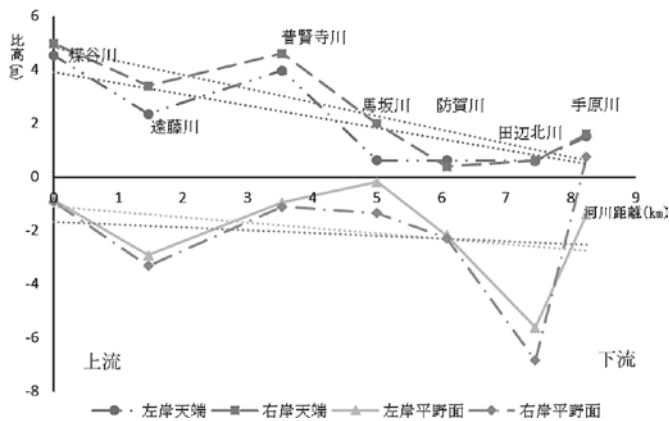 比高(m)
6
4
2
0
-2
-4
-6
-8
0 1 2 3 4 5 6 7 8 9
河川距離(km)
普賢寺川
馬坂川 防賀川 手原川
遠藤川 田辺北川
上流 下流
左岸天端 右岸天端 左岸平野面 右岸平野面